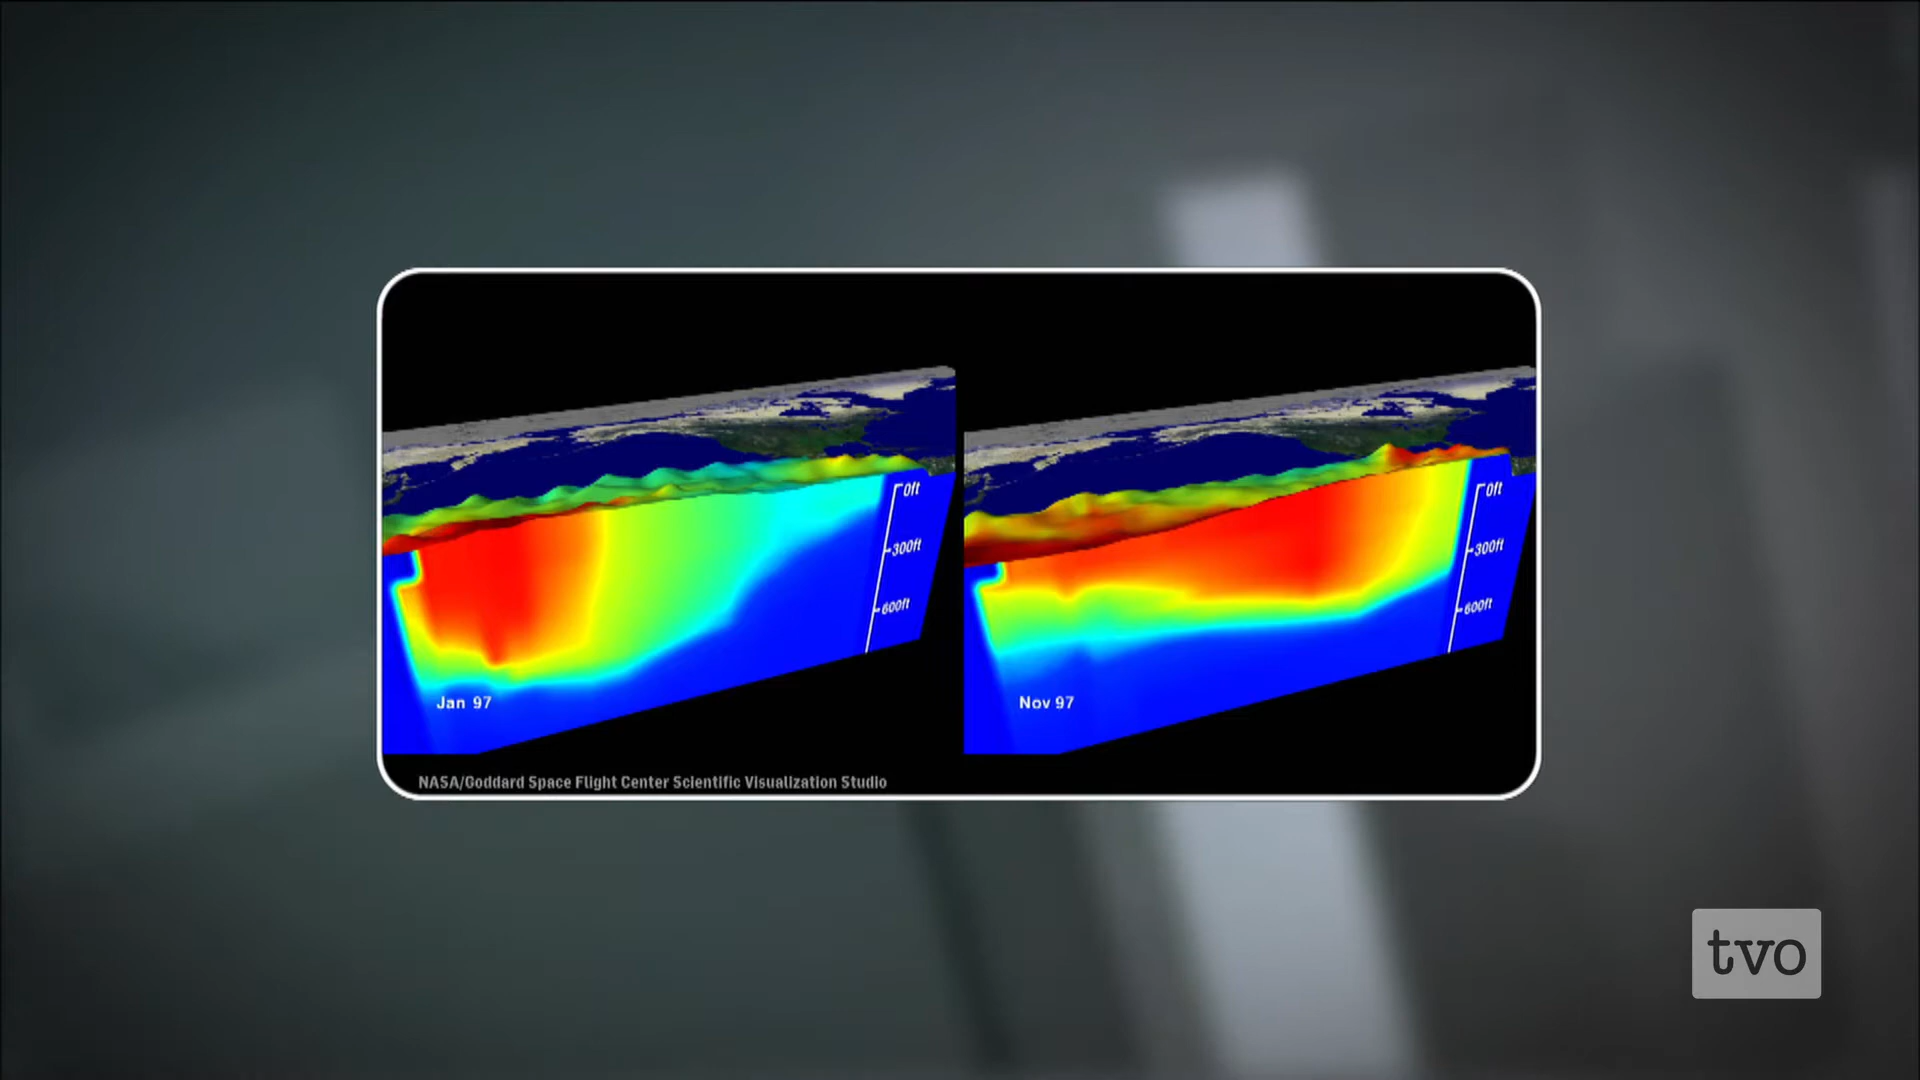 0ft
300ft
600ft
Jan 97
0ft
300ft
600ft
Nov 97
NASA/Goddard Space Flight Center Scientific Visualization Studio
tvo